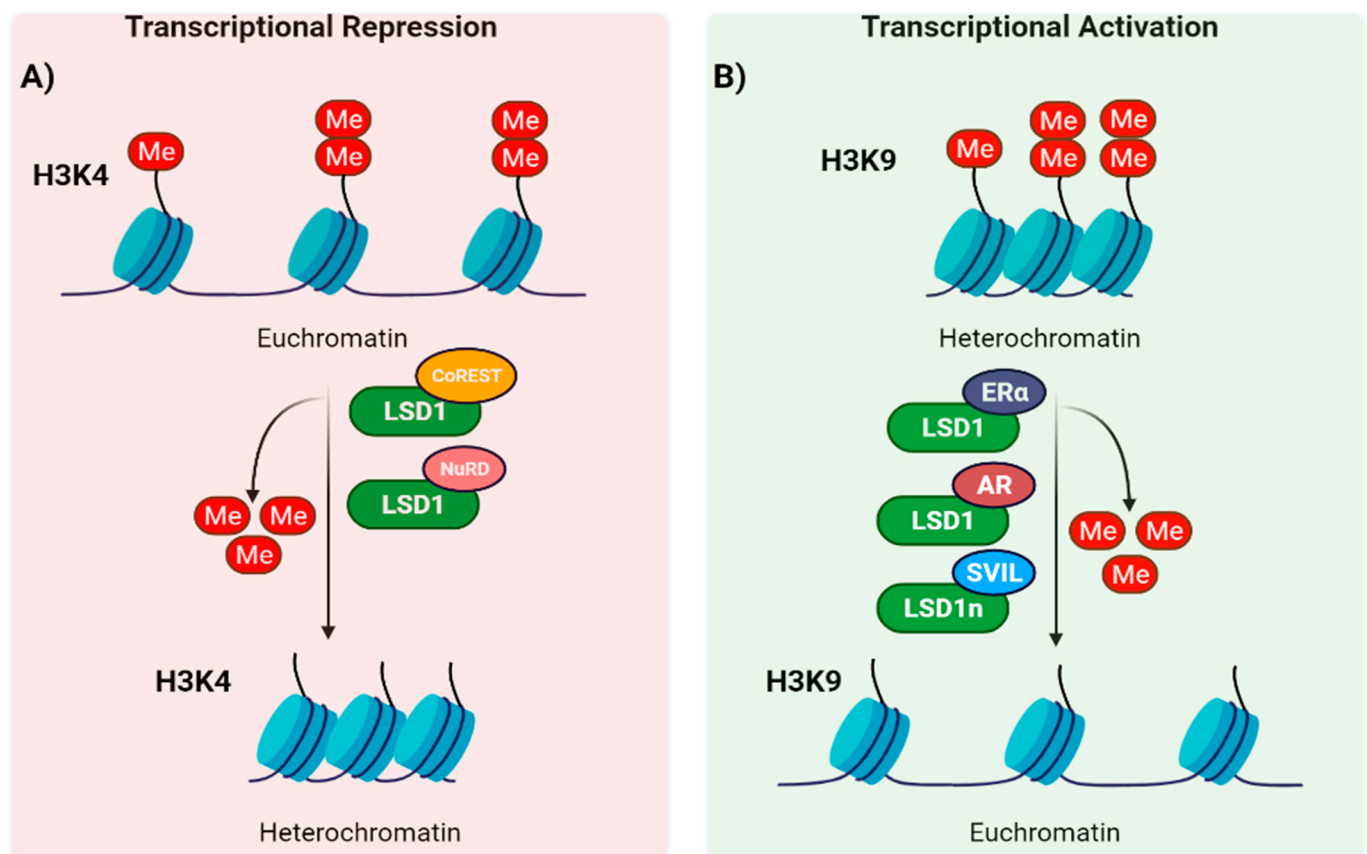 Transcriptional Repression
A)
Me
Me
Me
Me
Me
H3K4
Euchromatin
CoREST
LSD1
NuRD
LSD1
Me
Me
Me
H3K4
Heterochromatin
Transcriptional Activation
B)
Me
Me
Me
Me
Me
H3K9
Heterochromatin
ERα
LSD1
AR
LSD1
SVIL
LSD1n
Me
Me
Me
H3K9
Euchromatin